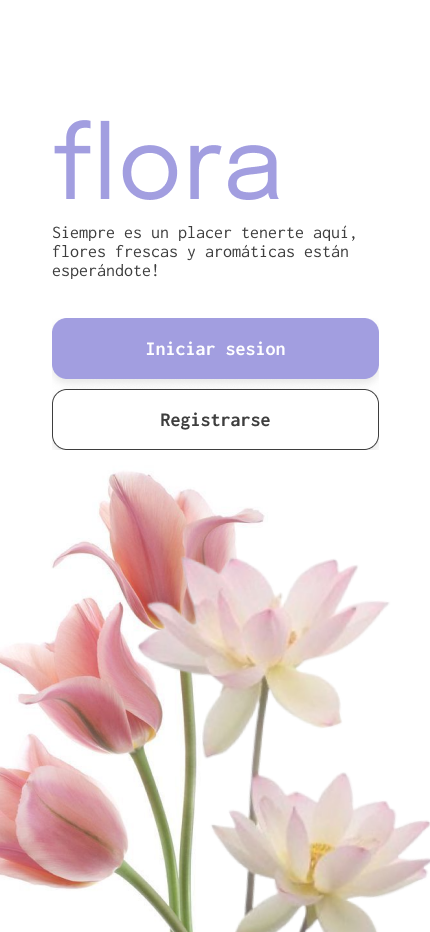 flora
Siempre es un placer tenerte aquí,
flores frescas y aromáticas están
esperándote!
Iniciar sesion
Registrarse